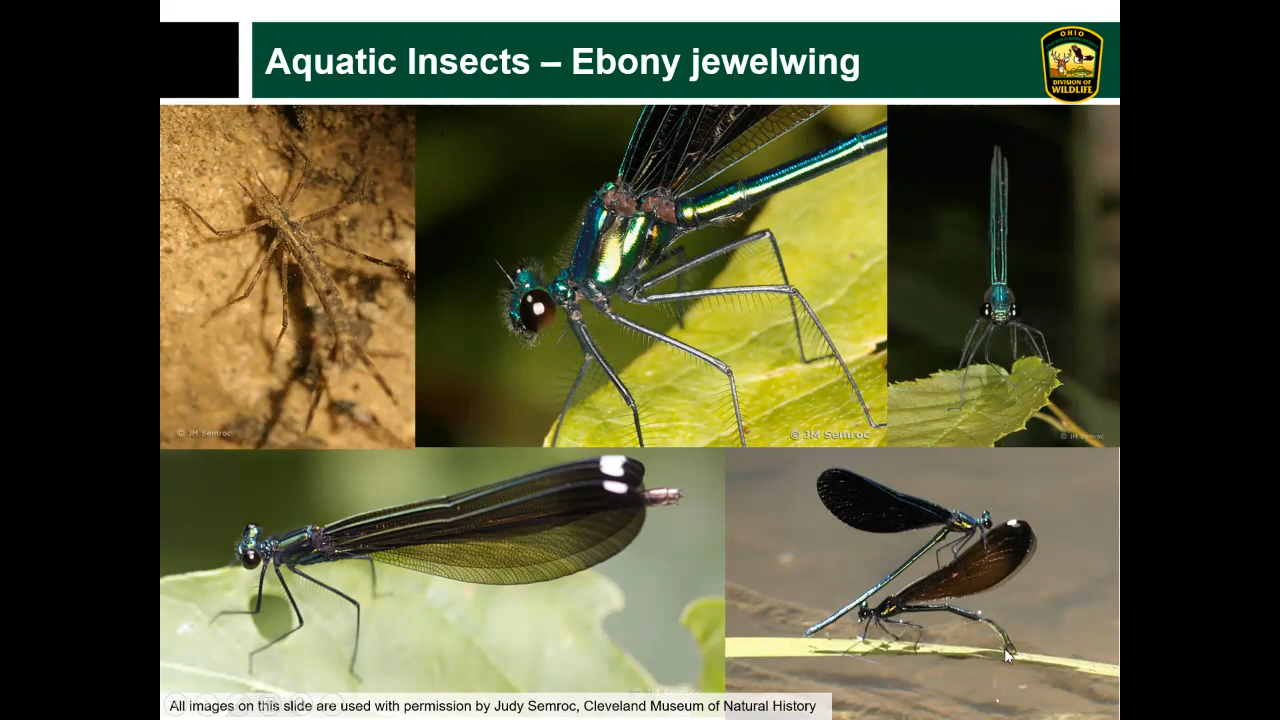 Aquatic Insects – Ebony jewelwing
OHIO
DIVISION OF
WILDLIFE
© JM Semroc
© JM Semroc
© JM Semroc
All images on this slide are used with permission by Judy Semroc, Cleveland Museum of Natural History